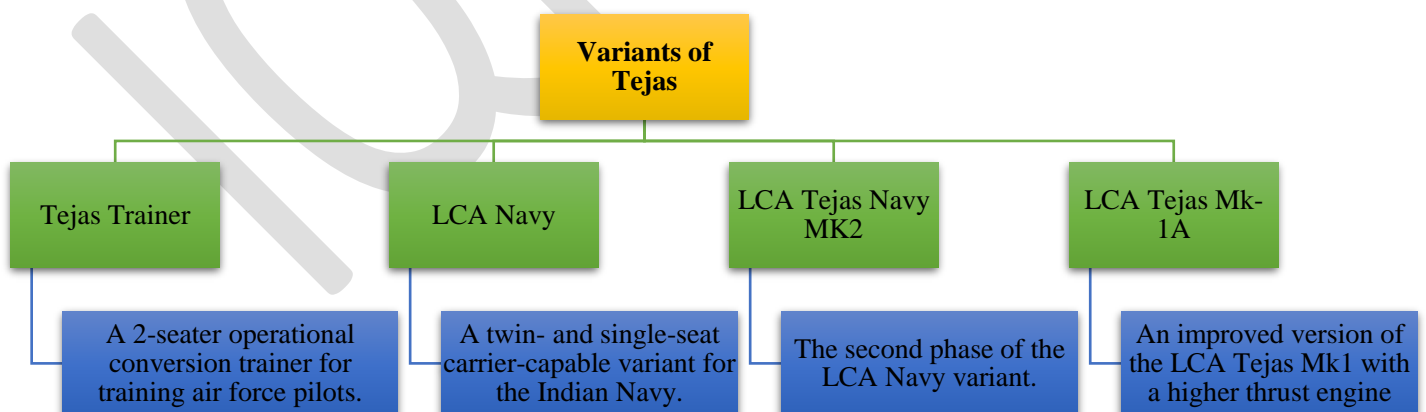 Variants of
Tejas
Tejas Trainer
A 2-seater operational
conversion trainer for
training air force pilots.
LCA Navy
A twin- and single-seat
carrier-capable variant for
the Indian Navy.
LCA Tejas Navy
MK2
The second phase of the
LCA Navy variant.
LCA Tejas Mk-
1A
An improved version of
the LCA Tejas Mk1 with
a higher thrust engine